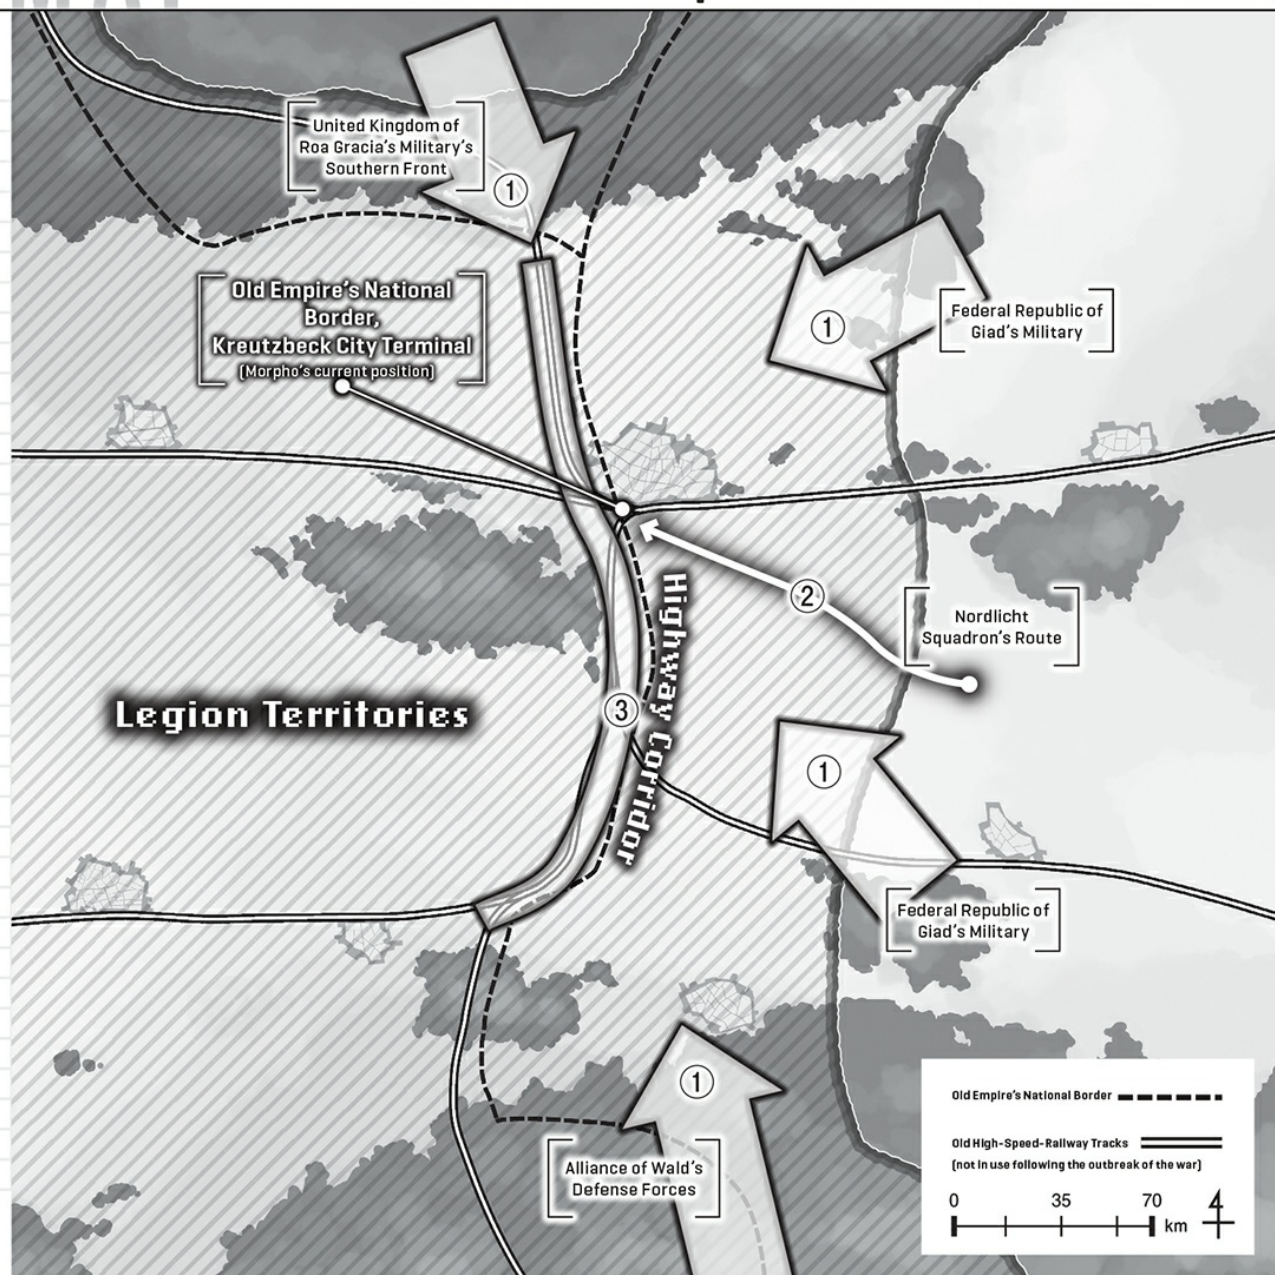 United Kingdom of
Roa Gracia's Military's
Southern Front
1
Old Empire's National
Border,
Kreutzbeck City Terminal
(Morpho's current position)
1
Federal Republic of
Giad's Military
2
Nordlicht
Squadron's Route
Highway Corridor
Legion Territories
3
1
Federal Republic of
Giad's Military
1
Alliance of Wald's
Defense Forces
Old Empire's National Border
Old High-Speed-Railway Tracks
(not in use following the outbreak of the war)
0 35 70
km